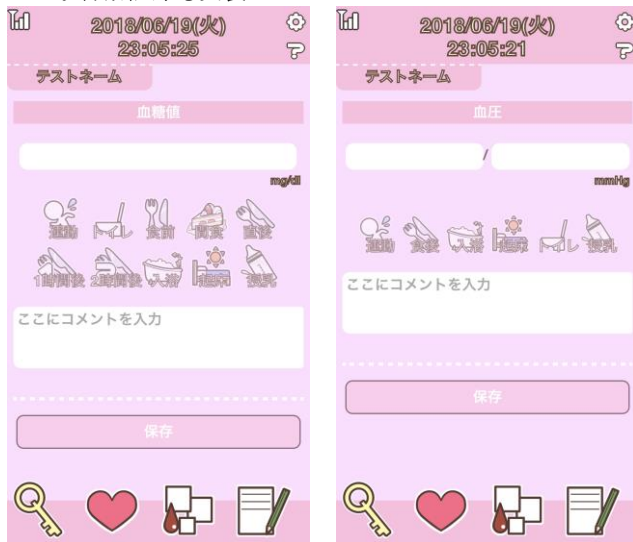 2018/06/19(火)
23:05:25
テストネーム
血糖値
mg/dl
運動 トイレ 食前 間食 直後
1時間後 2時間後 入浴 起床 授乳
ここにコメントを入力
保存
2018/06/19(火)
23:05:21
テストネーム
血圧
/
mmHg
運動 食後 入浴 起床 トイレ 授乳
ここにコメントを入力
保存